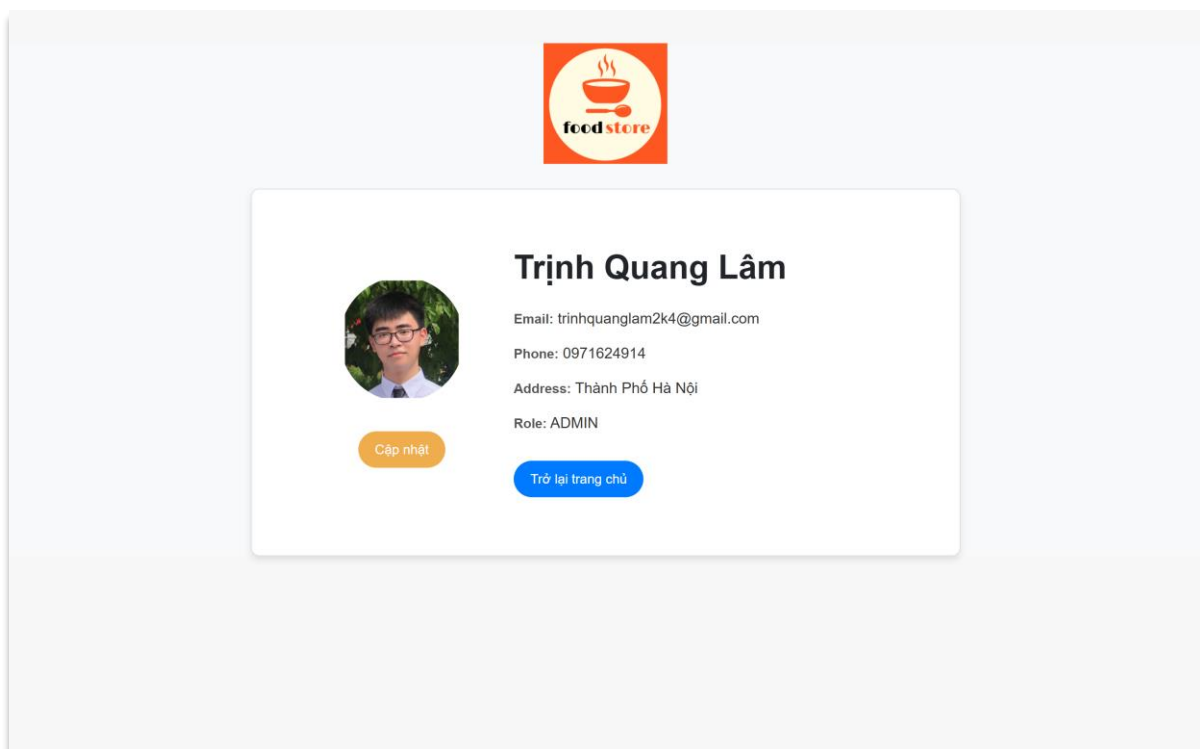 food store
Trịnh Quang Lâm
Email: trinhquanglam2k4@gmail.com
Phone: 0971624914
Address: Thành Phố Hà Nội
Role: ADMIN
Cập nhật
Trở lại trang chủ